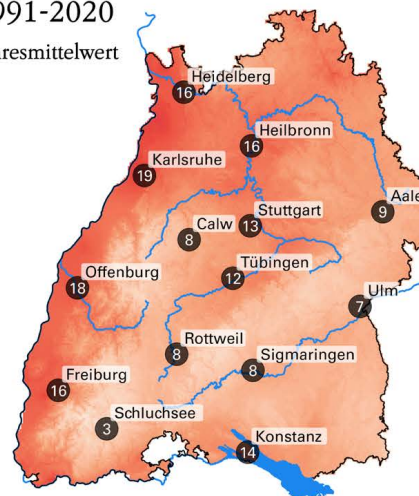 991-2020
hresmittelwert
Heidelberg
16
Heilbronn
16
Karlsruhe
19
Aale
9
Stuttgart
13
Calw
8
Tübingen
12
Offenburg
18
Ulm
7
Rottweil
8
Sigmaringen
8
Freiburg
16
Schluchsee
3
Konstanz
14